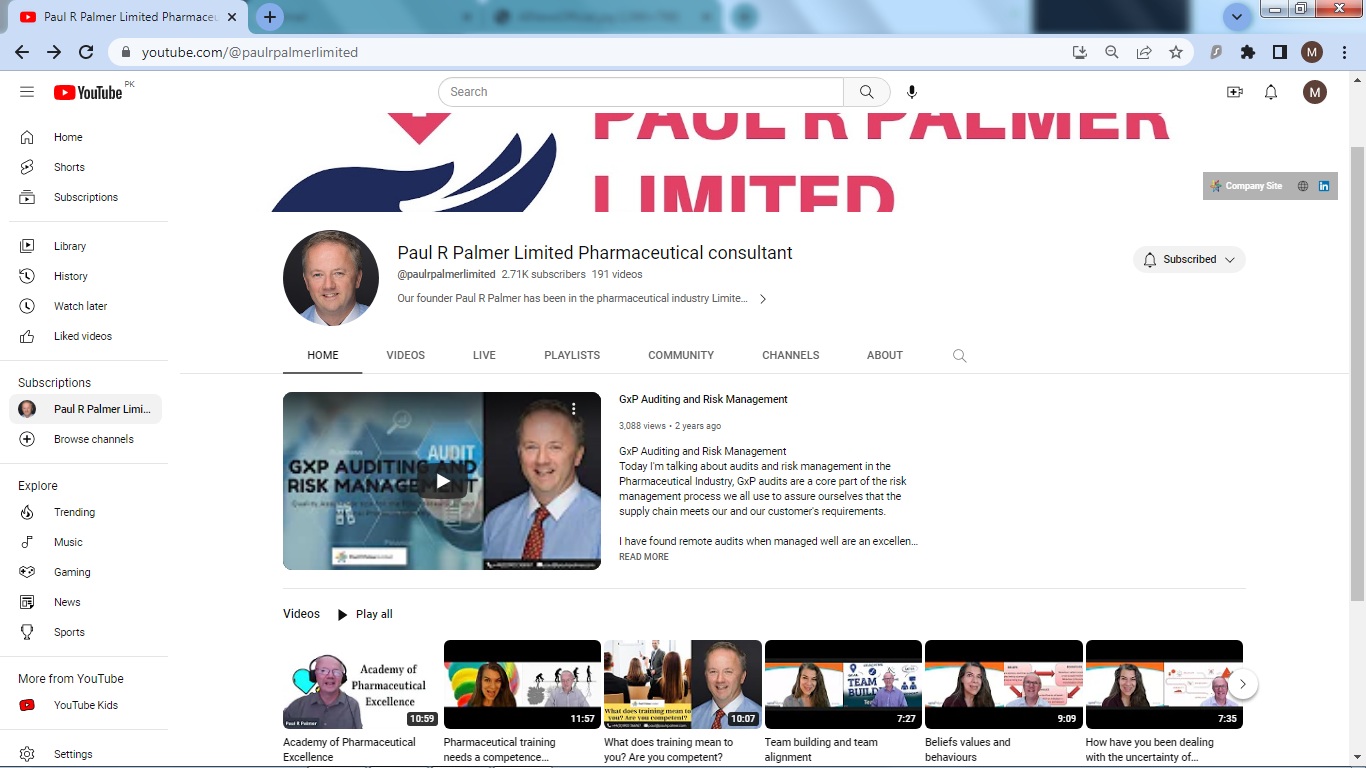 Paul R Palmer Limited Pharmaceu
youtube.com/@paulrpalmerlimited
M
YouTube PK
Search
M
Home
Shorts
Subscriptions
Library
History
Watch later
Liked videos
Subscriptions
Paul R Palmer Limi...
Browse channels
Explore
Trending
Music
Gaming
News
Sports
More from YouTube
YouTube Kids
Settings
PAUL R PALMER
LIMITED
Company Site
Paul R Palmer Limited Pharmaceutical consultant
@paulrpalmerlimited 2.71K subscribers 191 videos
Our founder Paul R Palmer has been in the pharmaceutical industry Limite...
Subscribed
HOME VIDEOS LIVE PLAYLISTS COMMUNITY CHANNELS ABOUT
AUDIT
GXP AUDITING AND
RISK MANAGEMENT
GxP Auditing and Risk Management
3,088 views • 2 years ago
GxP Auditing and Risk Management
Today I'm talking about audits and risk management in the
Pharmaceutical Industry, GxP audits are a core part of the risk
management process we all use to assure ourselves that the
supply chain meets our and our customer's requirements.
I have found remote audits when managed well are an excellen...
READ MORE
Videos Play all
Academy of
Pharmaceutical
Excellence
Paul R Palmer
10:59
Academy of Pharmaceutical
Excellence
11:57
Pharmaceutical training
needs a competence...
What does training mean to
you? Are you competent?
10:07
What does training mean to
you? Are you competent?
TEAM
BUILD
7:27
Team building and team
alignment
9:09
Beliefs values and
behaviours
7:35
How have you been dealing
with the uncertainty of...